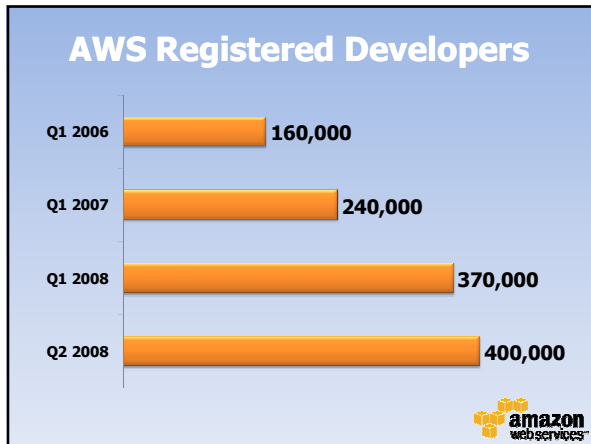 AWS Registered Developers
Q1 2006
160,000
Q1 2007
240,000
Q1 2008
370,000
Q2 2008
400,000
amazon
webservices™